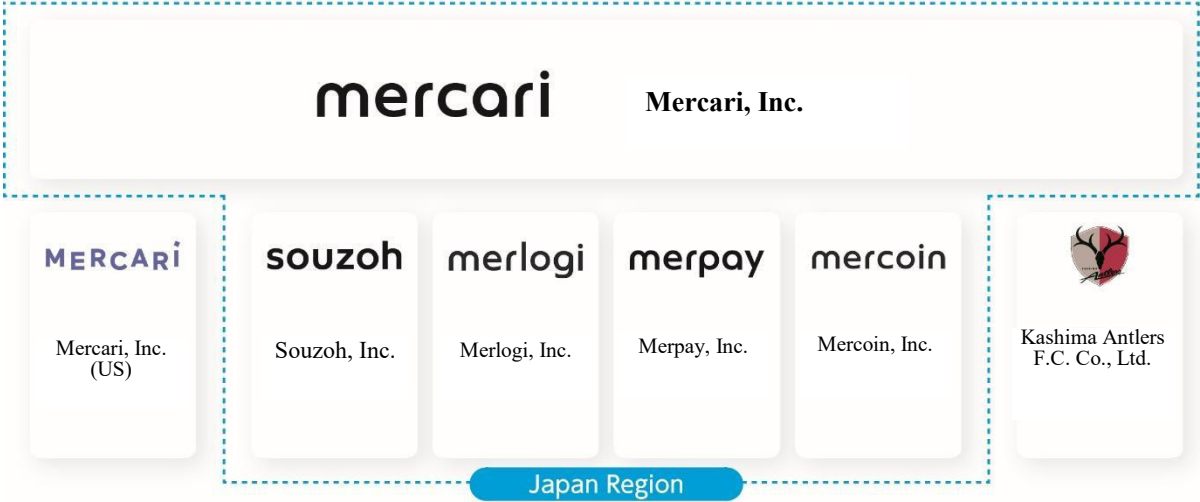 mercari
Mercari, Inc.
MERCARi
Mercari, Inc.
(US)
souzoh
Souzoh, Inc.
merlogi
Merlogi, Inc.
merpay
Merpay, Inc.
mercoin
Mercoin, Inc.
Antlers
Kashima Antlers
F.C. Co., Ltd.
Japan Region